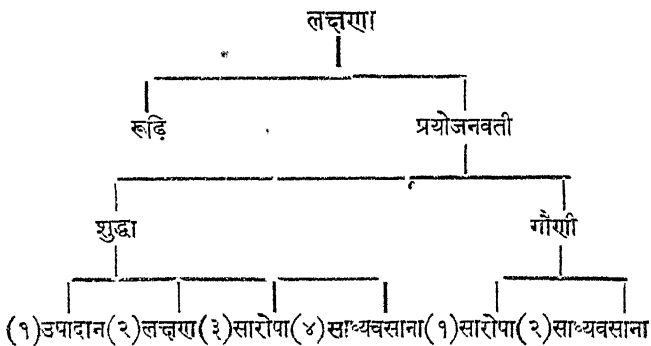 लक्षणा
रूढ़ि प्रयोजनवती
शुद्धा गौणी
(१)उपादान(२)लक्षणा(३)सारोपा(४)साध्यवसाना(१)सारोपा(२)साध्यवसाना